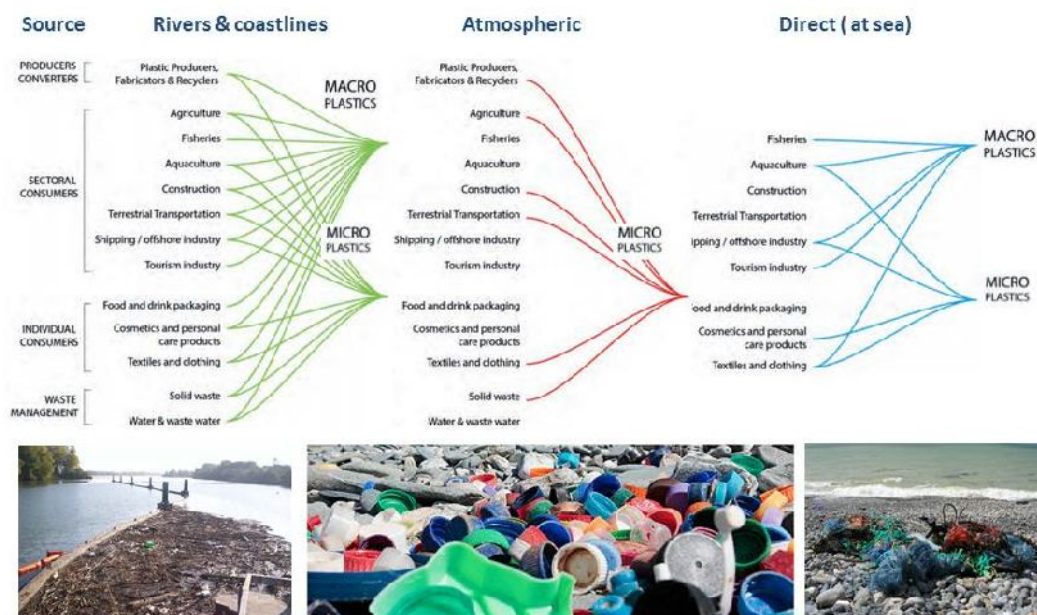 Source
Rivers & coastlines
Atmospheric
Direct ( at sea)
PRODUCERS
CONVERTERS
SECTORAL
CONSUMERS
INDIVIDUAL
CONSUMERS
WASTE
MANAGEMENT
Plastic Producers,
Fabricators & Recyclers
Agriculture
Fisheries
Aquaculture
Construction
Terrestrial Transportation
Shipping / offshore industry
Tourism industry
Food and drink packaging
Cosmetics and personal
care products
Textiles and clothing
Solid waste
Water & waste water
MACRO
PLASTICS
MICRO
PLASTICS
Plastic Producers,
Fabricators & Recyclers
Agriculture
Fisheries
Aquaculture
Construction
Terrestrial Transportation
Shipping / offshore industry
Tourism industry
Food and drink packaging
Cosmetics and personal
care products
Textiles and clothing
Solid waste
Water & waste water
MICRO
PLASTICS
Fisheries
Aquaculture
Construction
Terrestrial Transportation
ipping / offshore industry
Tourism industry
ood and drink packaging
Cosmetics and personal
care products
Textiles and clothing
MACRO
PLASTICS
MICRO
PLASTICS